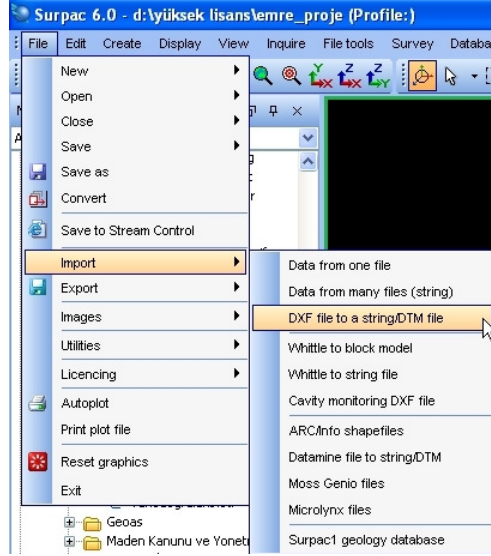 Surpac 6.0 - d:\yüksek lisans\emre_proje (Profile:)
File Edit Create Display View Inquire File tools Survey Databa
New
Open
Close
Save
Save as
Convert
Save to Stream Control
Import
Export
Images
Utilities
Licencing
Autoplot
Print plot file
Reset graphics
Exit
Data from one file
Data from many files (string)
DXF file to a string/DTM file
Whittle to block model
Whittle to string file
Cavity monitoring DXF file
ARC/Info shapefiles
Datamine file to string/DTM
Moss Genio files
Microlynx files
Surpac1 geology database
Geoas
Maden Kanunu ve Yonet